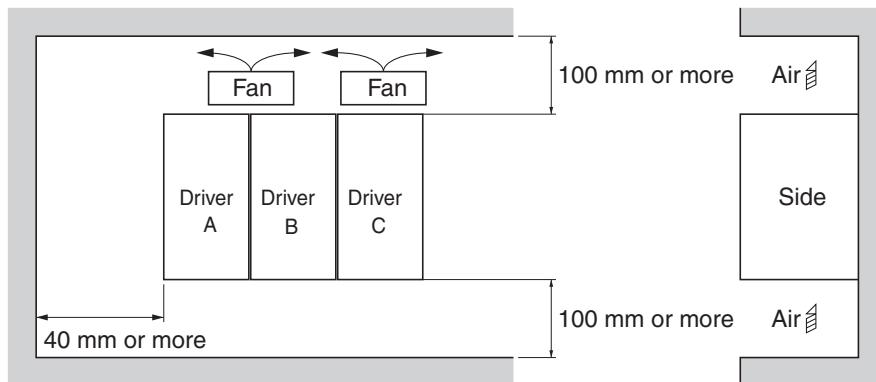 Fan
Fan
100 mm or more
Air
Driver
A
Driver
B
Driver
C
Side
40 mm or more
100 mm or more
Air